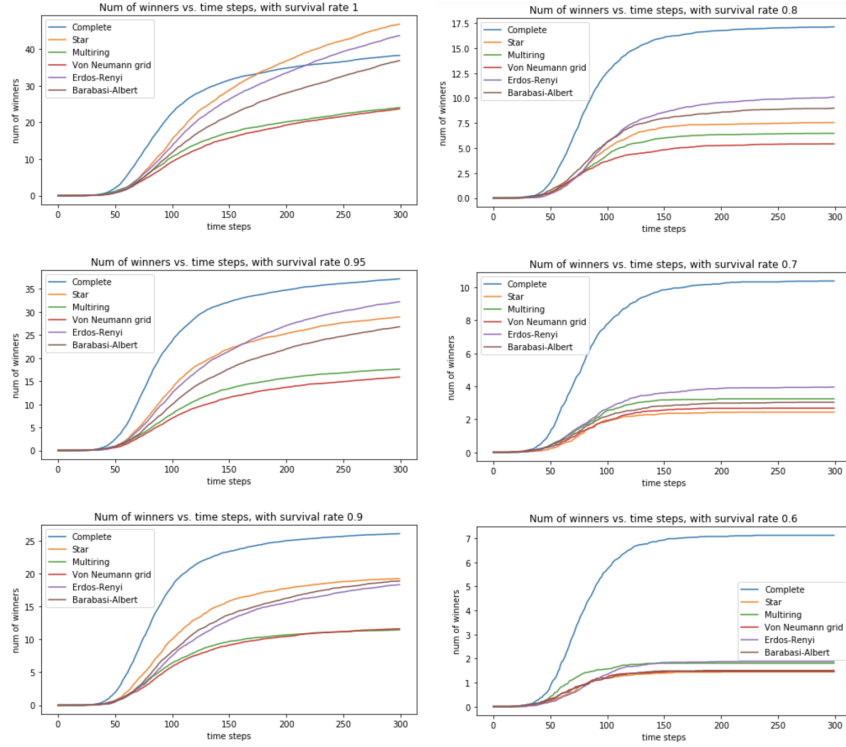 Num of winners vs. time steps, with survival rate 1
Complete
Star
Multiring
Von Neumann grid
Erdos-Renyi
Barabasi-Albert
num of winners
40
30
20
10
0
0 50 100 150 200 250 300
time steps
Num of winners vs. time steps, with survival rate 0.8
Complete
Star
Multiring
Von Neumann grid
Erdos-Renyi
Barabasi-Albert
num of winners
17.5
15.0
12.5
10.0
7.5
5.0
2.5
0.0
0 50 100 150 200 250 300
time steps
Num of winners vs. time steps, with survival rate 0.95
Complete
Star
Multiring
Von Neumann grid
Erdos-Renyi
Barabasi-Albert
num of winners
35
30
25
20
15
10
5
0
0 50 100 150 200 250 300
time steps
Num of winners vs. time steps, with survival rate 0.7
Complete
Star
Multiring
Von Neumann grid
Erdos-Renyi
Barabasi-Albert
num of winners
10
8
6
4
2
0
0 50 100 150 200 250 300
time steps
Num of winners vs. time steps, with survival rate 0.9
Complete
Star
Multiring
Von Neumann grid
Erdos-Renyi
Barabasi-Albert
num of winners
25
20
15
10
5
0
0 50 100 150 200 250 300
time steps
Num of winners vs. time steps, with survival rate 0.6
Complete
Star
Multiring
Von Neumann grid
Erdos-Renyi
Barabasi-Albert
num of winners
7
6
5
4
3
2
1
0
0 50 100 150 200 250 300
time steps